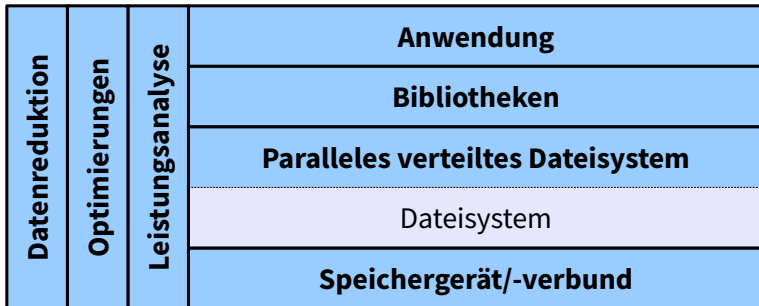 Datenreduktion
Optimierungen
Leistungsanalyse
Anwendung
Bibliotheken
Paralleles verteiltes Dateisystem
Dateisystem
Speichergerät/-verbund